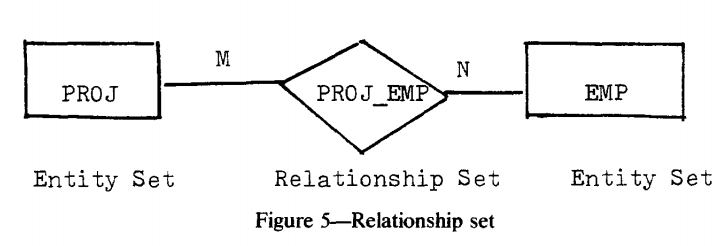 M
N
PROJ PROJ_EMP EMP
Entity Set Relationship Set Entity Set
Figure 5—Relationship set